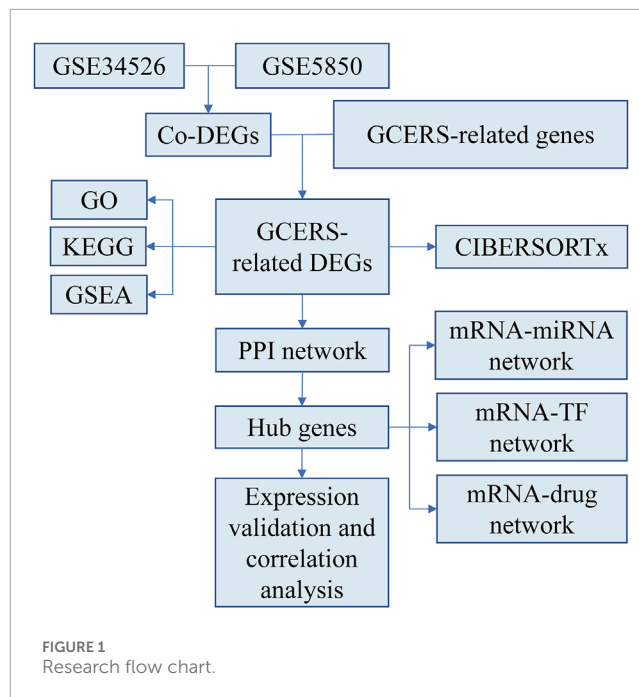 GSE34526
GSE5850
Co-DEGs
GCERS-related genes
GO
KEGG
GSEA
GCERS-
related DEGs
CIBERSORTx
PPI network
mRNA-miRNA
network
Hub genes
mRNA-TF
network
mRNA-drug
network
Expression
validation and
correlation
analysis
FIGURE 1
Research flow chart.